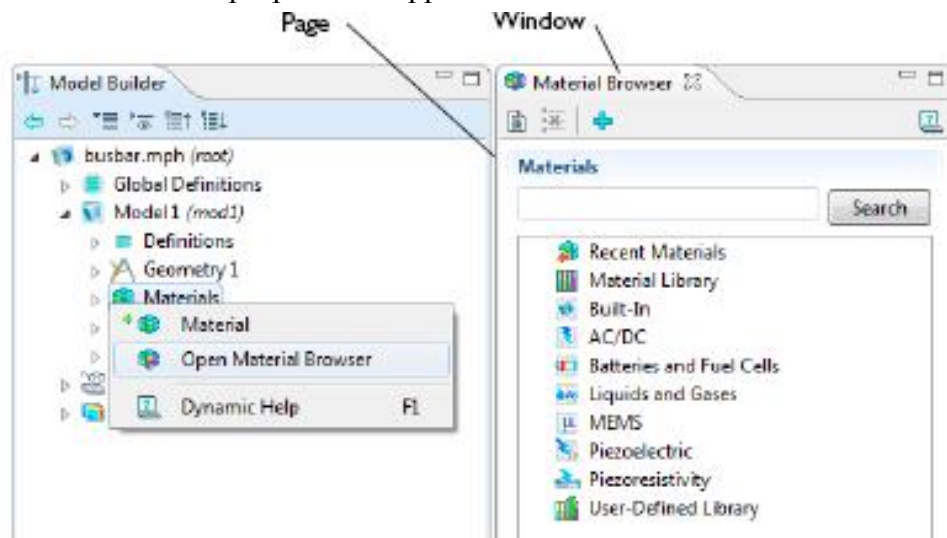 Page
Window
Model Builder
busbar.mph (root)
Global Definitions
Model 1 (mod1)
Definitions
Geometry 1
Materials
Material
Open Material Browser
Dynamic Help F1
Material Browser
Materials
Search
Recent Materials
Material Library
Built-In
AC/DC
Batteries and Fuel Cells
Liquids and Gases
MEMS
Piezoelectric
Piezoresistivity
User-Defined Library